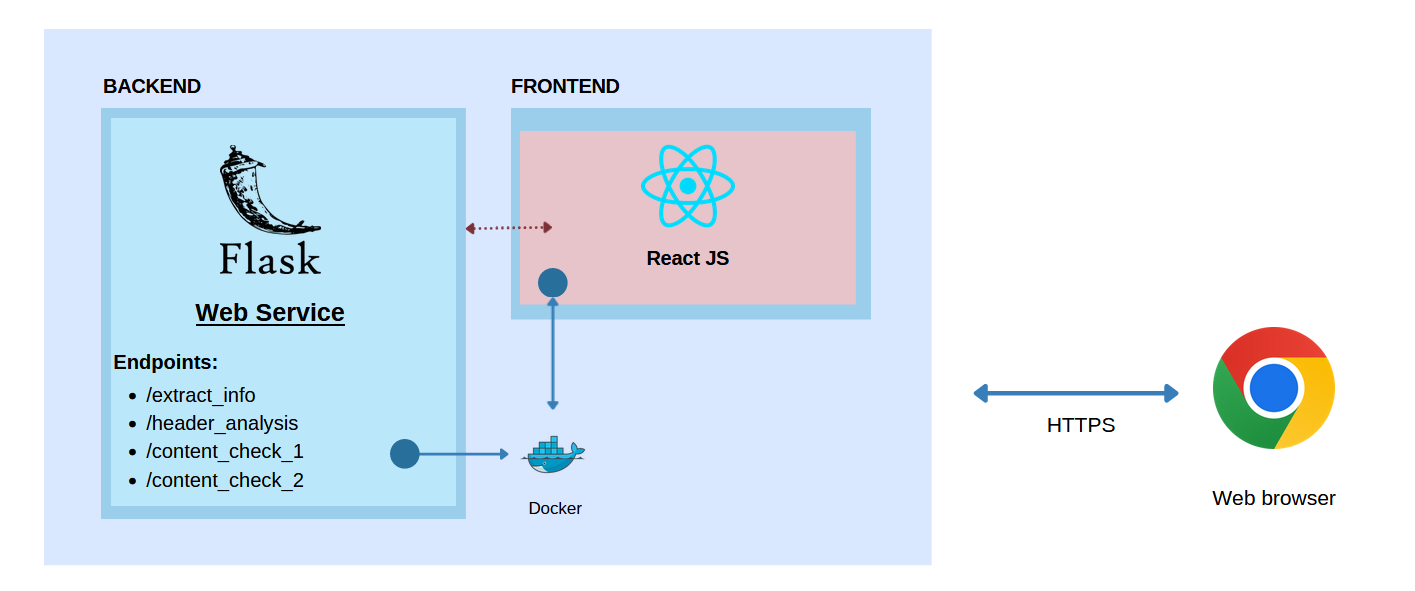 BACKEND
FRONTEND
Flask
Web Service
Endpoints:
• /extract_info
• /header_analysis
• /content_check_1
• /content_check_2
React JS
Docker
HTTPS
Web browser